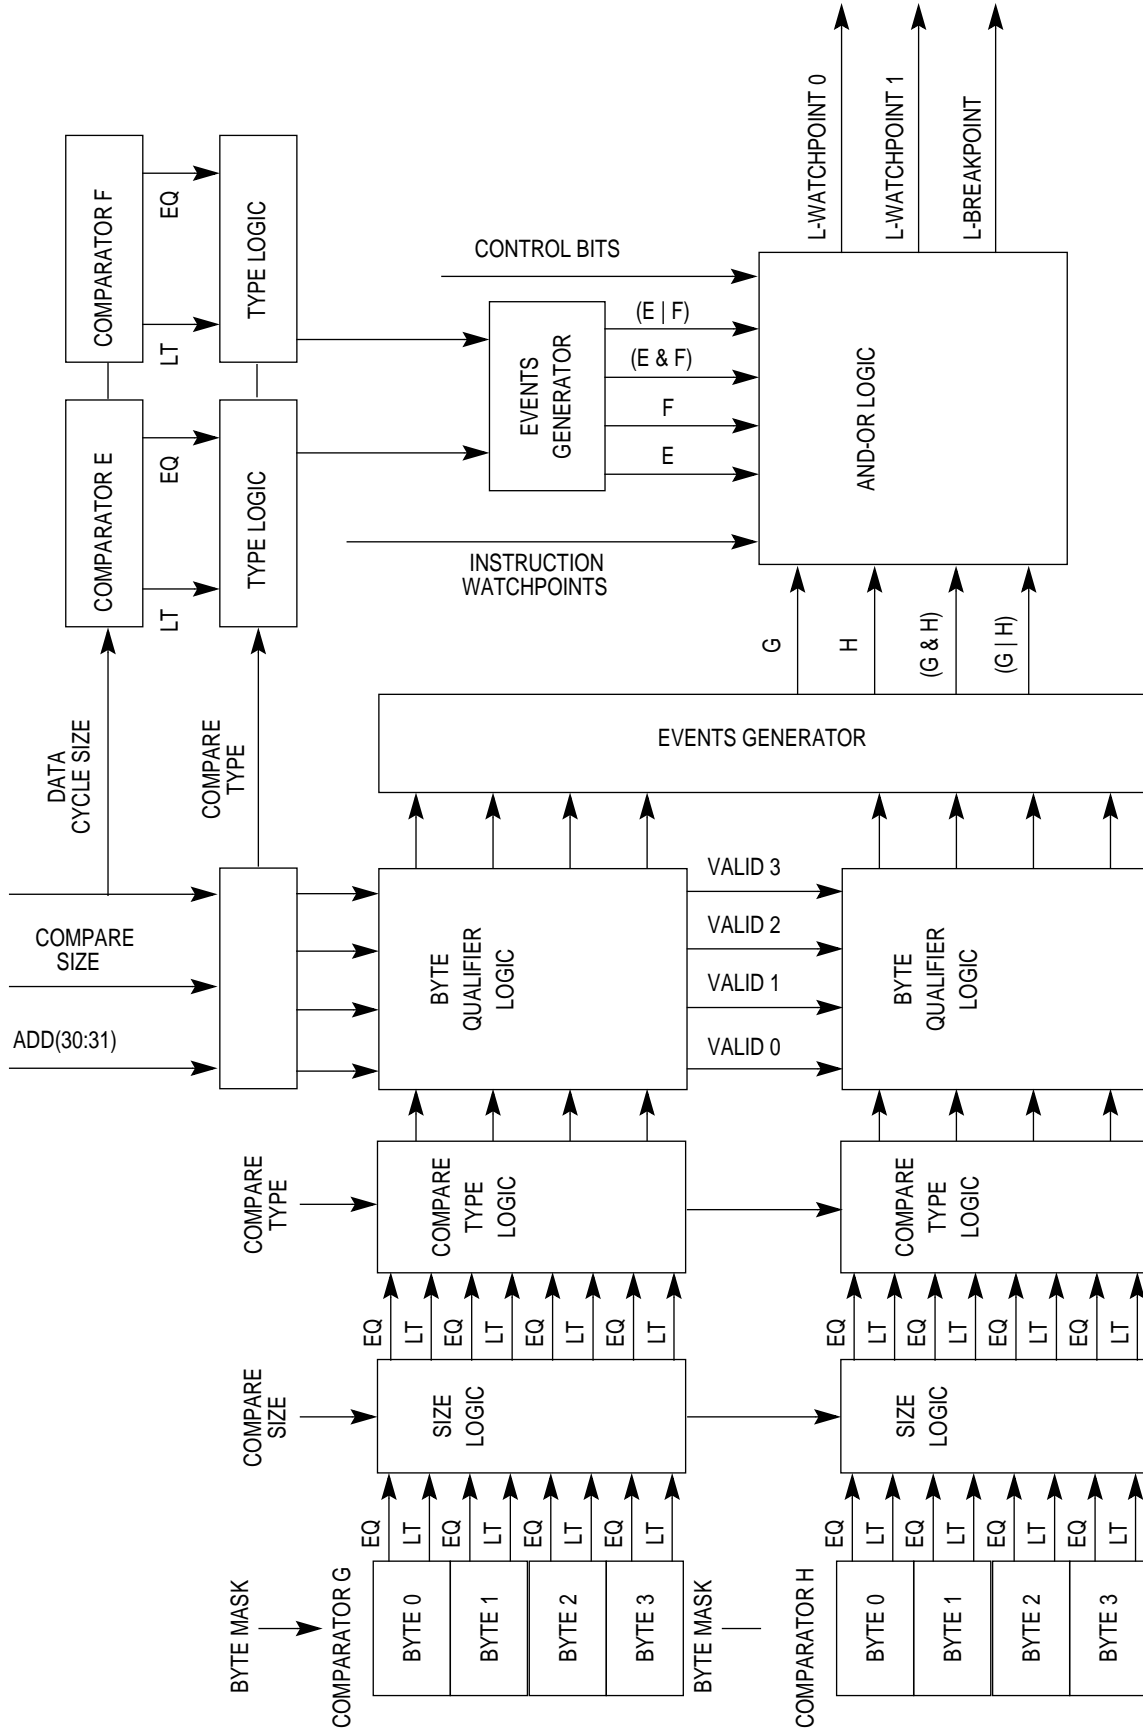 COMPARATOR F
EQ
LT
TYPE LOGIC
COMPARATOR E
EQ
LT
TYPE LOGIC
DATA
CYCLE SIZE
COMPARE
TYPE
COMPARE
SIZE
ADD(30:31)
CONTROL BITS
EVENTS
GENERATOR
(E | F)
(E & F)
F
E
INSTRUCTION
WATCHPOINTS
AND-OR LOGIC
L-WATCHPOINT 0
L-WATCHPOINT 1
L-BREAKPOINT
G
H
(G & H)
(G | H)
EVENTS GENERATOR
BYTE
QUALIFIER
LOGIC
VALID 3
VALID 2
VALID 1
VALID 0
BYTE
QUALIFIER
LOGIC
COMPARE
TYPE
COMPARE
TYPE
LOGIC
COMPARE
TYPE
LOGIC
EQ
LT
EQ
LT
EQ
LT
EQ
LT
EQ
LT
EQ
LT
EQ
LT
EQ
LT
COMPARE
SIZE
SIZE
LOGIC
SIZE
LOGIC
EQ
LT
EQ
LT
EQ
LT
EQ
LT
EQ
LT
EQ
LT
EQ
LT
EQ
LT
BYTE MASK
COMPARATOR G
BYTE 0
BYTE 1
BYTE 2
BYTE 3
BYTE MASK
COMPARATOR H
BYTE 0
BYTE 1
BYTE 2
BYTE 3